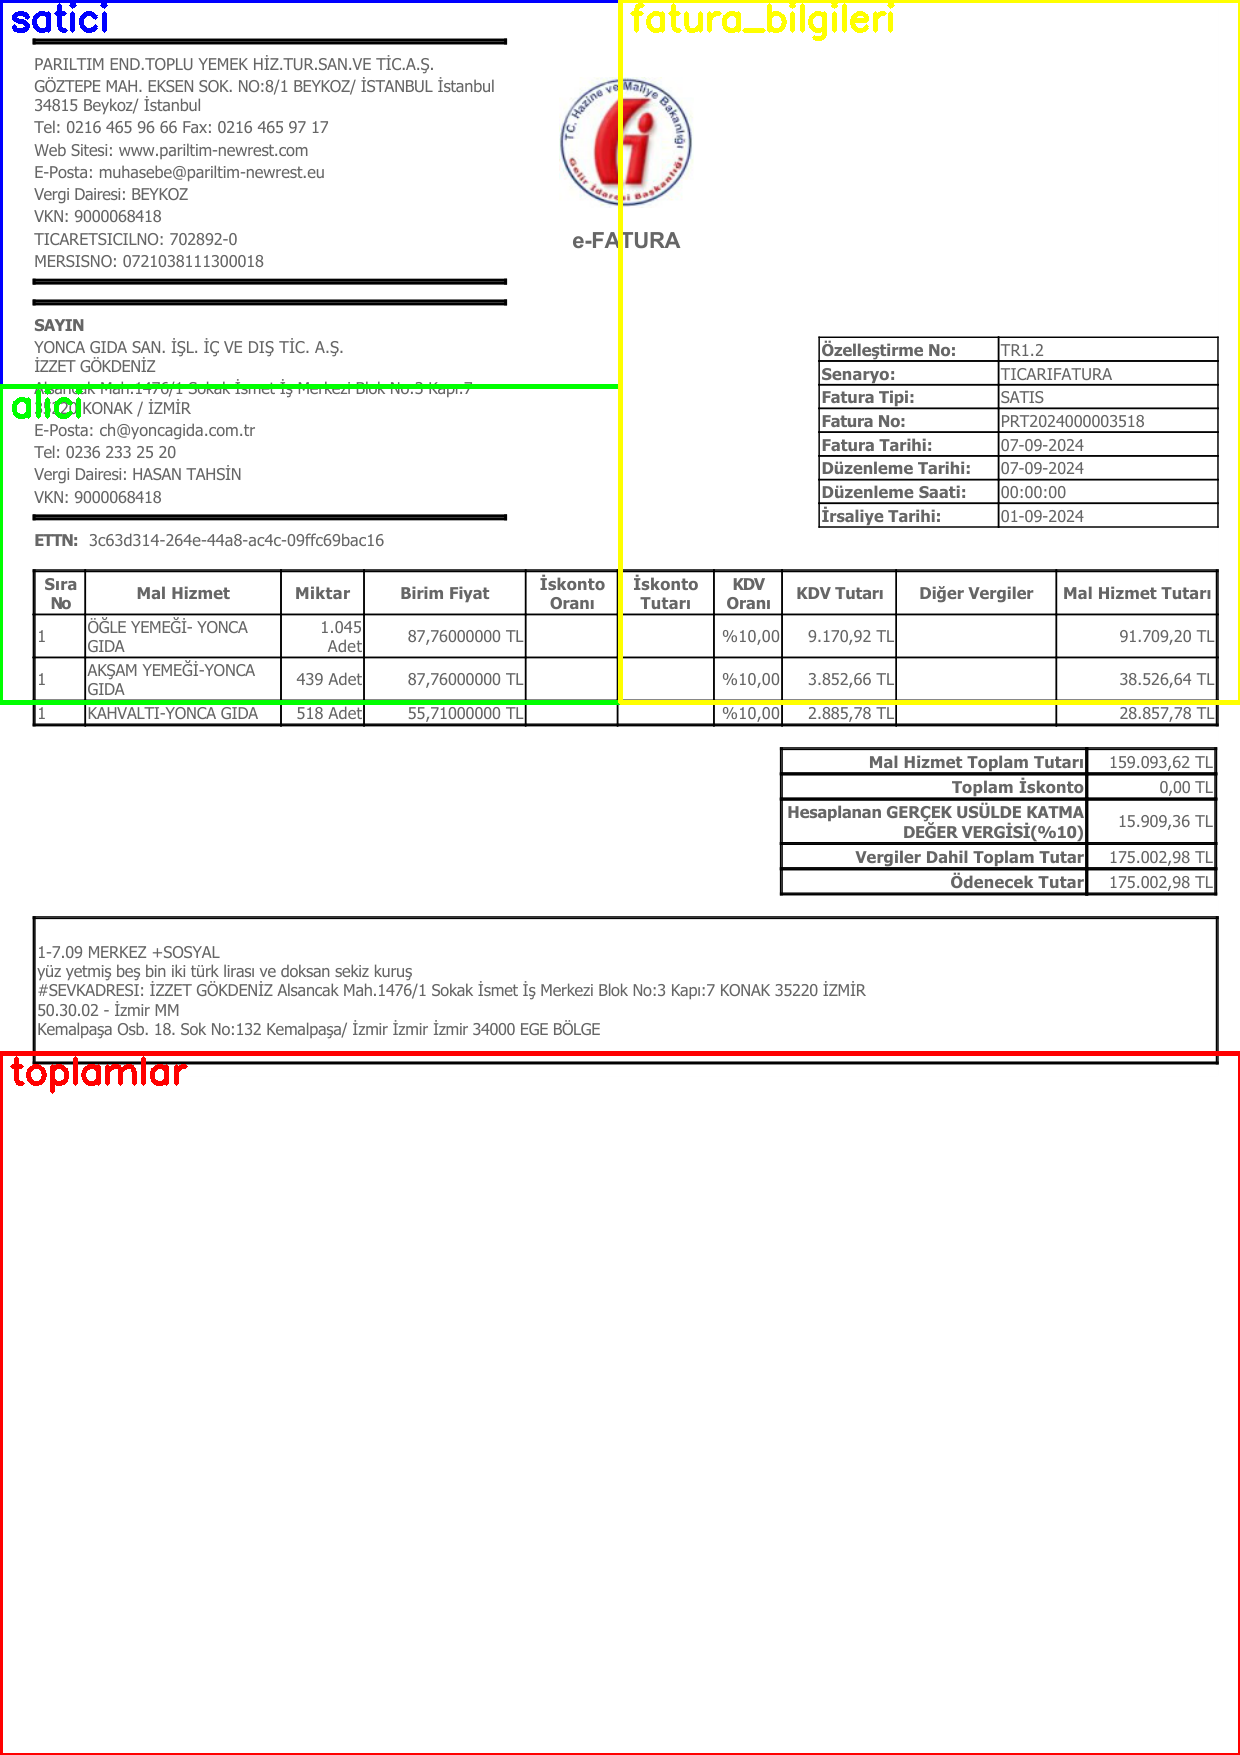 satici
fatura_bilgileri
PARILTIM END.TOPLU YEMEK HİZ.TUR.SAN.VE TİC.A.Ş.
GÖZTEPE MAH. EKSEN SOK. NO:8/1 BEYKOZ/ İSTANBUL İstanbul
34815 Beykoz/ İstanbul
Tel: 0216 465 96 66 Fax: 0216 465 97 17
Web Sitesi: www.pariltim-newrest.com
E-Posta: muhasebe@pariltim-newrest.eu
Vergi Dairesi: BEYKOZ
VKN: 9000068418
TICARETSICILNO: 702892-0
MERSISNO: 0721038111300018
T.C. Hazine ve Maliye Bakanlığı
Gelir İdaresi Başkanlığı
e-FATURA
SAYIN
YONCA GIDA SAN. İŞL. İÇ VE DIŞ TİC. A.Ş.
İZZET GÖKDENİZ
Alsancak Mah.1476/1 Sokak İsmet İş Merkezi Blok No:3 Kapı:7
alici
35220 KONAK / İZMİR
E-Posta: ch@yoncagida.com.tr
Tel: 0236 233 25 20
Vergi Dairesi: HASAN TAHSİN
VKN: 9000068418
Özelleştirme No: TR1.2
Senaryo: TICARIFATURA
Fatura Tipi: SATIS
Fatura No: PRT2024000003518
Fatura Tarihi: 07-09-2024
Düzenleme Tarihi: 07-09-2024
Düzenleme Saati: 00:00:00
İrsaliye Tarihi: 01-09-2024
ETTN: 3c63d314-264e-44a8-ac4c-09ffc69bac16
Sıra No Mal Hizmet Miktar Birim Fiyat İskonto Oranı İskonto Tutarı KDV Oranı KDV Tutarı Diğer Vergiler Mal Hizmet Tutarı
1 ÖĞLE YEMEĞİ- YONCA GIDA 1.045 Adet 87,76000000 TL %10,00 9.170,92 TL 91.709,20 TL
1 AKŞAM YEMEĞİ-YONCA GIDA 439 Adet 87,76000000 TL %10,00 3.852,66 TL 38.526,64 TL
1 KAHVALTI-YONCA GIDA 518 Adet 55,71000000 TL %10,00 2.885,78 TL 28.857,78 TL
Mal Hizmet Toplam Tutarı 159.093,62 TL
Toplam İskonto 0,00 TL
Hesaplanan GERÇEK USÜLDE KATMA
DEĞER VERGİSİ(%10) 15.909,36 TL
Vergiler Dahil Toplam Tutar 175.002,98 TL
Ödenecek Tutar 175.002,98 TL
1-7.09 MERKEZ +SOSYAL
yüz yetmiş beş bin iki türk lirası ve doksan sekiz kuruş
#SEVKADRESI: İZZET GÖKDENİZ Alsancak Mah.1476/1 Sokak İsmet İş Merkezi Blok No:3 Kapı:7 KONAK 35220 İZMİR
50.30.02 - İzmir MM
Kemalpaşa Osb. 18. Sok No:132 Kemalpaşa/ İzmir İzmir İzmir 34000 EGE BÖLGE
toplamlar